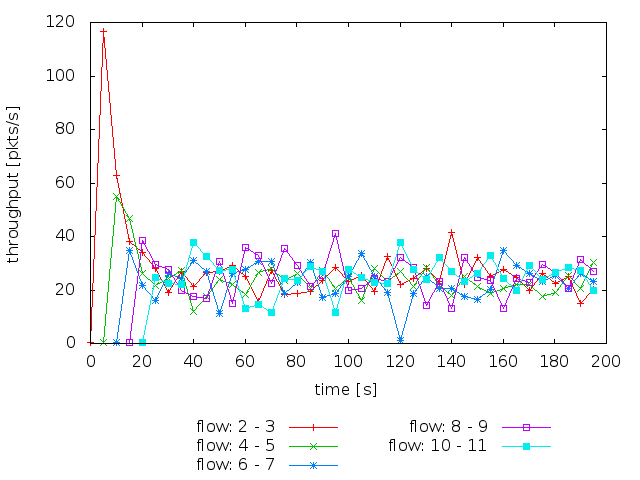 120
100
80
60
40
20
0
throughput [pkts/s]
0 20 40 60 80 100 120 140 160 180 200
time [s]
flow: 2 - 3 flow: 8 - 9
flow: 4 - 5 flow: 10 - 11
flow: 6 - 7